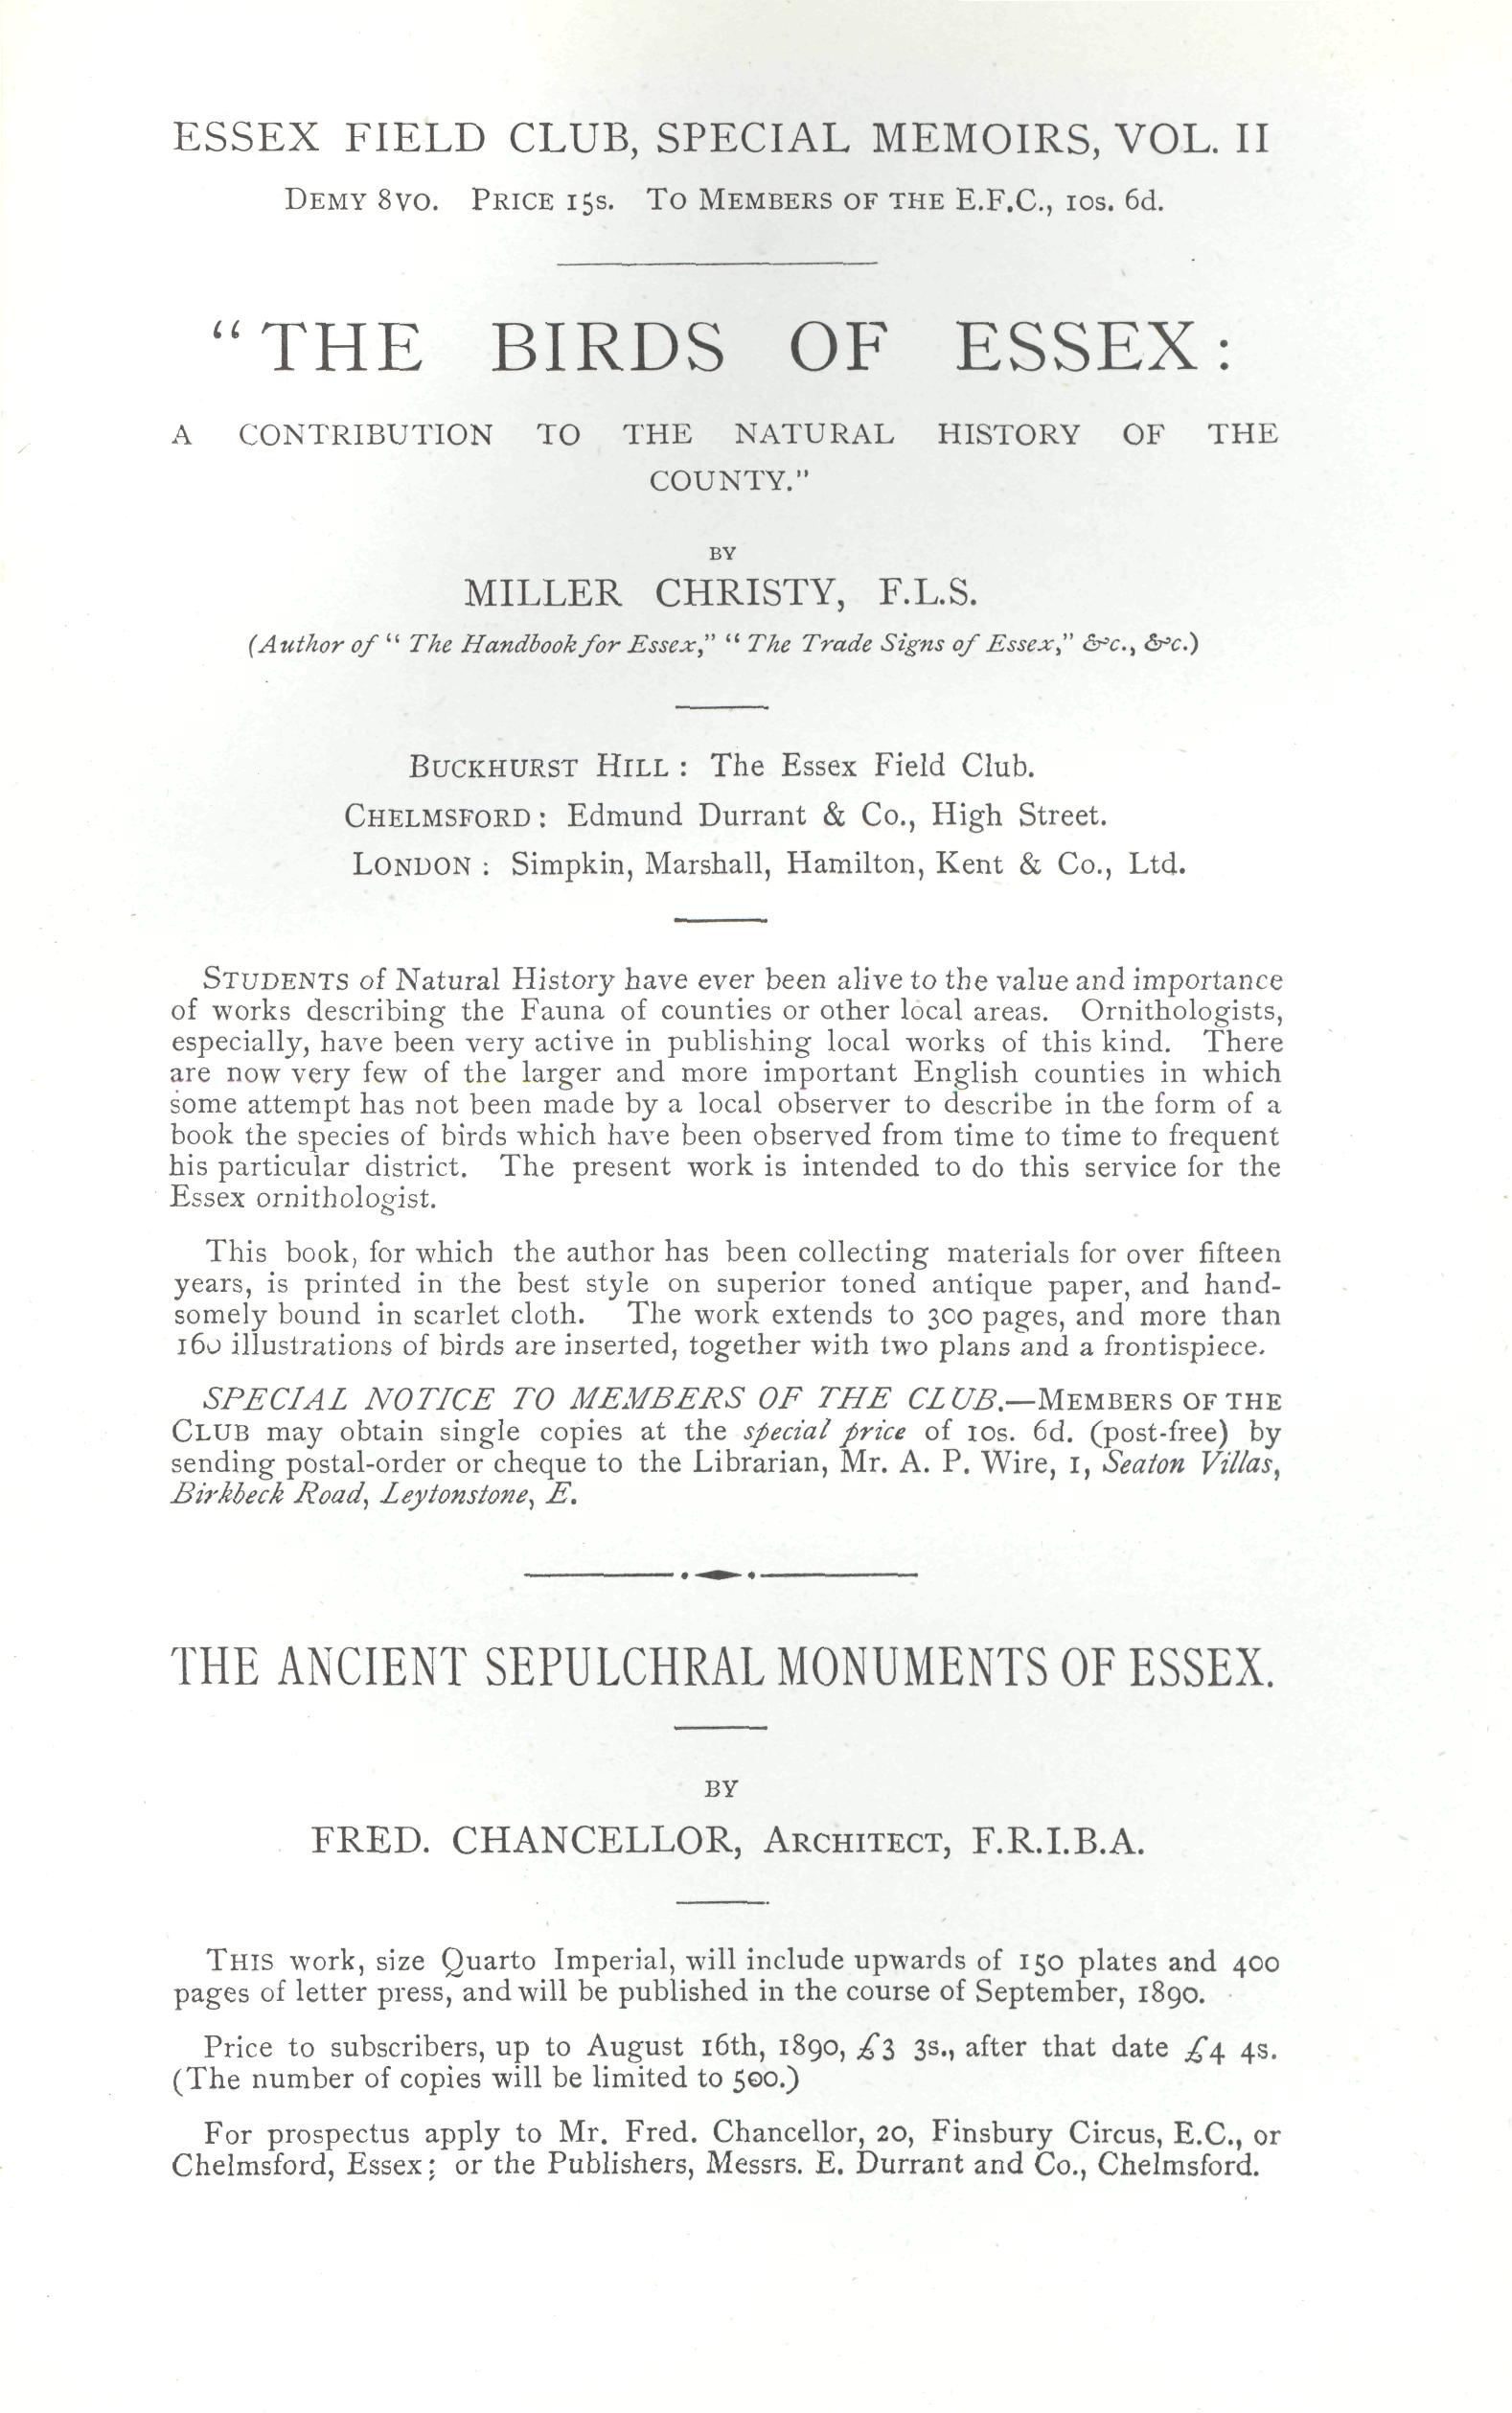 ESSEX FIELD CLUB, SPECIAL MEMOIRS, VOL. II
DEMY 8VO. PRICE 15s. TO MEMBERS OF THE E.F.C., 10s. 6d.
"THE BIRDS OF ESSEX:
A CONTRIBUTION TO THE NATURAL HISTORY OF THE
COUNTY."
BY
MILLER CHRISTY, F.L.S.
(Author of "The Handbook for Essex," "The Trade Signs of Essex," &c., &c.)
BUCKHURST HILL: The Essex Field Club.
CHELMSFORD: Edmund Durrant & Co., High Street.
LONDON: Simpkin, Marshall, Hamilton, Kent & Co., Ltd.
STUDENTS of Natural History have ever been alive to the value and importance
of works describing the Fauna of counties or other local areas. Ornithologists,
especially, have been very active in publishing local works of this kind. There
are now very few of the larger and more important English counties in which
some attempt has not been made by a local observer to describe in the form of a
book the species of birds which have been observed from time to time to frequent
his particular district. The present work is intended to do this service for the
Essex ornithologist.
This book, for which the author has been collecting materials for over fifteen
years, is printed in the best style on superior toned antique paper, and hand-
somely bound in scarlet cloth. The work extends to 300 pages, and more than
160 illustrations of birds are inserted, together with two plans and a frontispiece.
SPECIAL NOTICE TO MEMBERS OF THE CLUB.—MEMBERS OF THE
CLUB may obtain single copies at the special price of 10s. 6d. (post-free) by
sending postal-order or cheque to the Librarian, Mr. A. P. Wire, 1, Seaton Villas,
Birkbeck Road, Leytonstone, E.
THE ANCIENT SEPULCHRAL MONUMENTS OF ESSEX.
BY
FRED. CHANCELLOR, ARCHITECT, F.R.I.B.A.
THIS work, size Quarto Imperial, will include upwards of 150 plates and 400
pages of letter press, and will be published in the course of September, 1890.
Price to subscribers, up to August 16th, 1890, £3 3s., after that date £4 4s.
(The number of copies will be limited to 500.)
For prospectus apply to Mr. Fred. Chancellor, 20, Finsbury Circus, E.C., or
Chelmsford, Essex; or the Publishers, Messrs. E. Durrant and Co., Chelmsford.